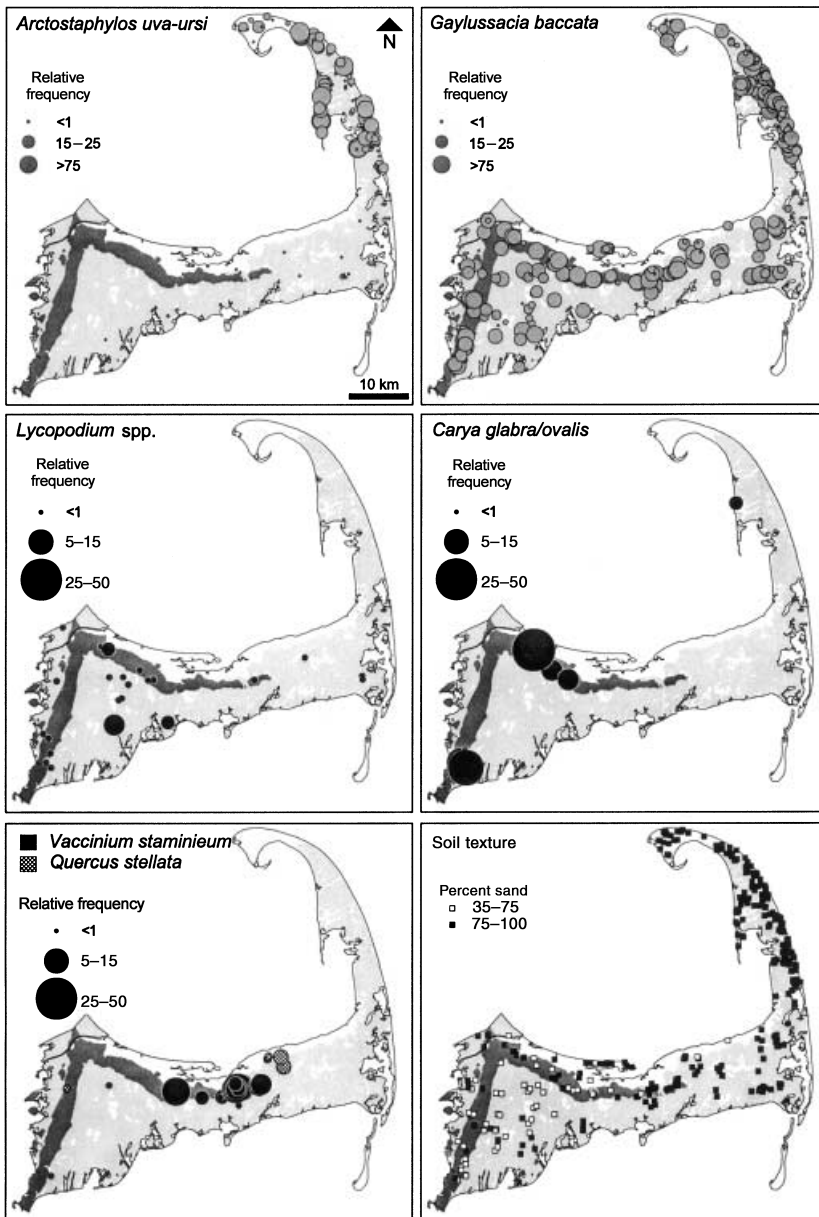 Arctostaphylos uva-ursi
N
Relative
frequency
<1
15–25
>75
10 km
Gaylussacia baccata
Relative
frequency
<1
15–25
>75
Lycopodium spp.
Relative
frequency
<1
5–15
25–50
Carya glabra/ovalis
Relative
frequency
<1
5–15
25–50
Vaccinium staminieum
Quercus stellata
Relative frequency
<1
5–15
25–50
Soil texture
Percent sand
35–75
75–100